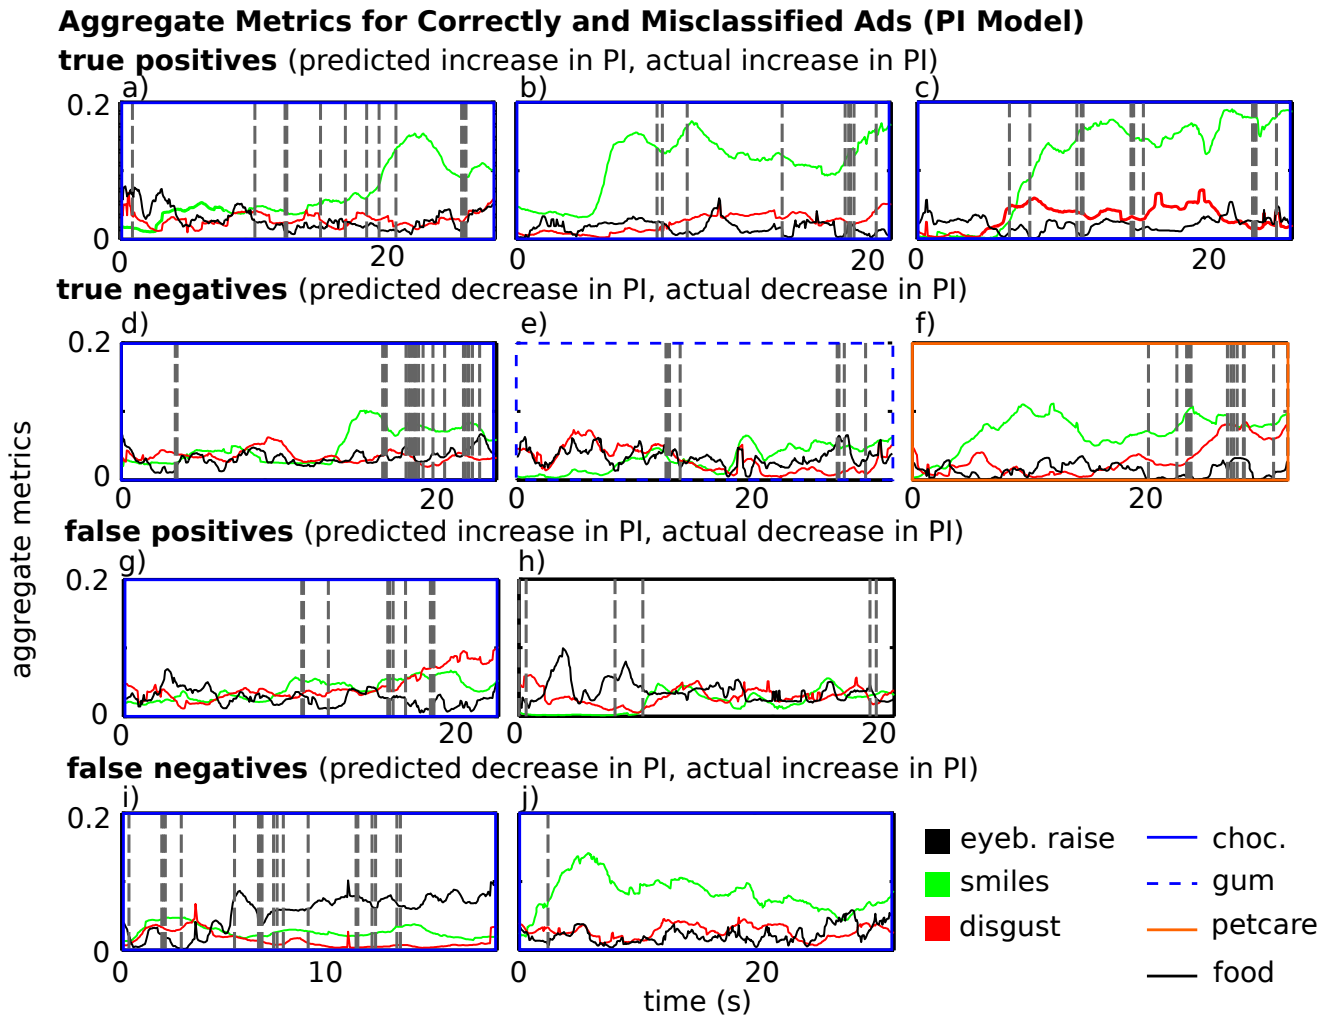 Aggregate Metrics for Correctly and Misclassified Ads (PI Model)
true positives (predicted increase in PI, actual increase in PI)
a) b) c)
0.2
0
0 20 0 20 0 20
true negatives (predicted decrease in PI, actual decrease in PI)
d) e) f)
0.2
0
0 20 0 20 0 20
aggregate metrics
false positives (predicted increase in PI, actual decrease in PI)
g) h)
0.2
0
0 20 0 20
false negatives (predicted decrease in PI, actual increase in PI)
i) j)
0.2
0
0 10 0 20
time (s)
eyeb. raise
smiles
disgust
choc.
gum
petcare
food